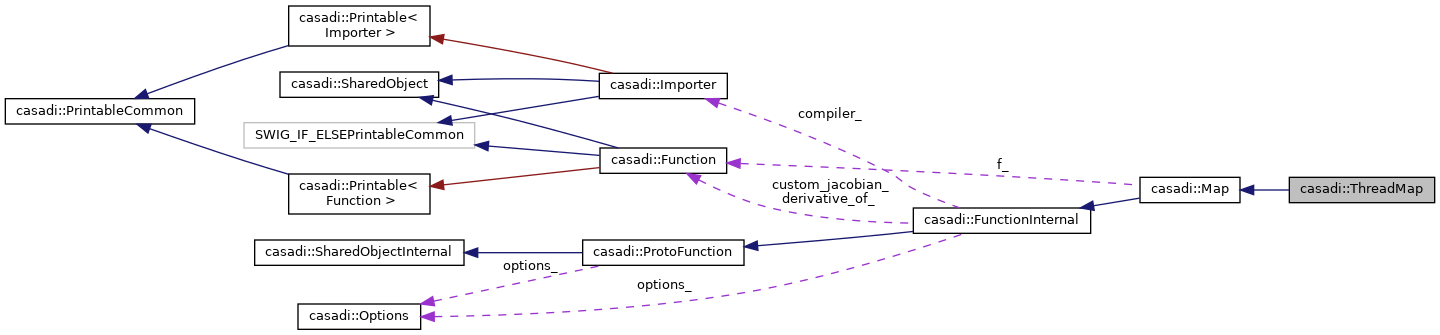 casadi::Printable<
Importer >
casadi::SharedObject
casadi::Importer
casadi::PrintableCommon
compiler_
SWIG_IF_ELSEPrintableCommon
casadi::Function
f_
casadi::Printable<
Function >
custom_jacobian_
derivative_of_
casadi::Map
casadi::ThreadMap
casadi::FunctionInternal
casadi::SharedObjectInternal
casadi::ProtoFunction
options_
options_
casadi::Options